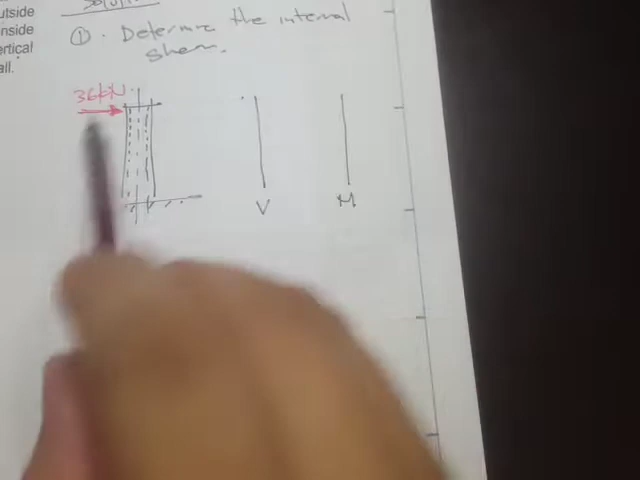 utside
nside
ertical
all.
①. Determine the internal
shear.
36kN
V
M